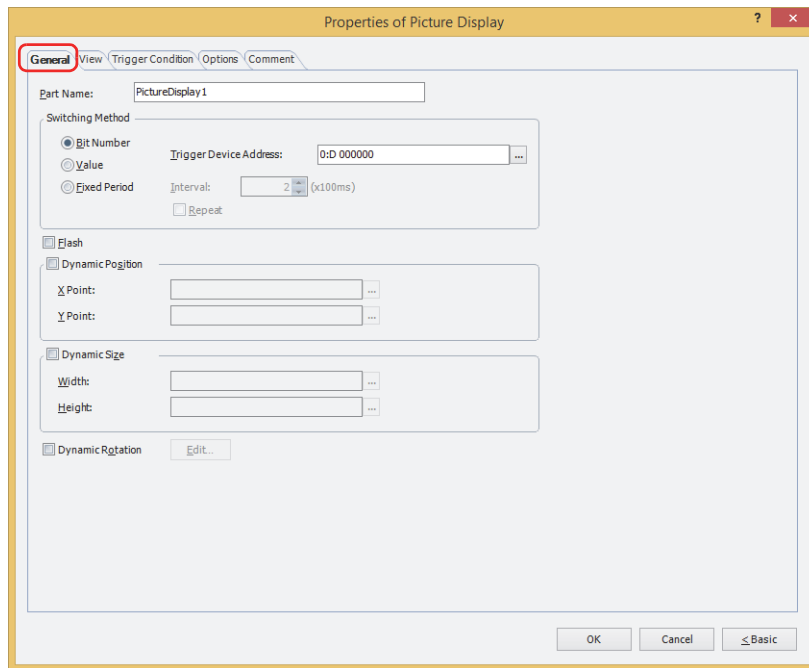 Properties of Picture Display
? ×
General View Trigger Condition Options Comment
Part Name: PictureDisplay1
Switching Method
Bit Number
Trigger Device Address: 0:D 000000 ...
Value
Fixed Period Interval: 2 (x100ms)
Repeat
Flash
Dynamic Position
X Point: ...
Y Point: ...
Dynamic Size
Width: ...
Height: ...
Dynamic Rotation Edit...
OK Cancel < Basic